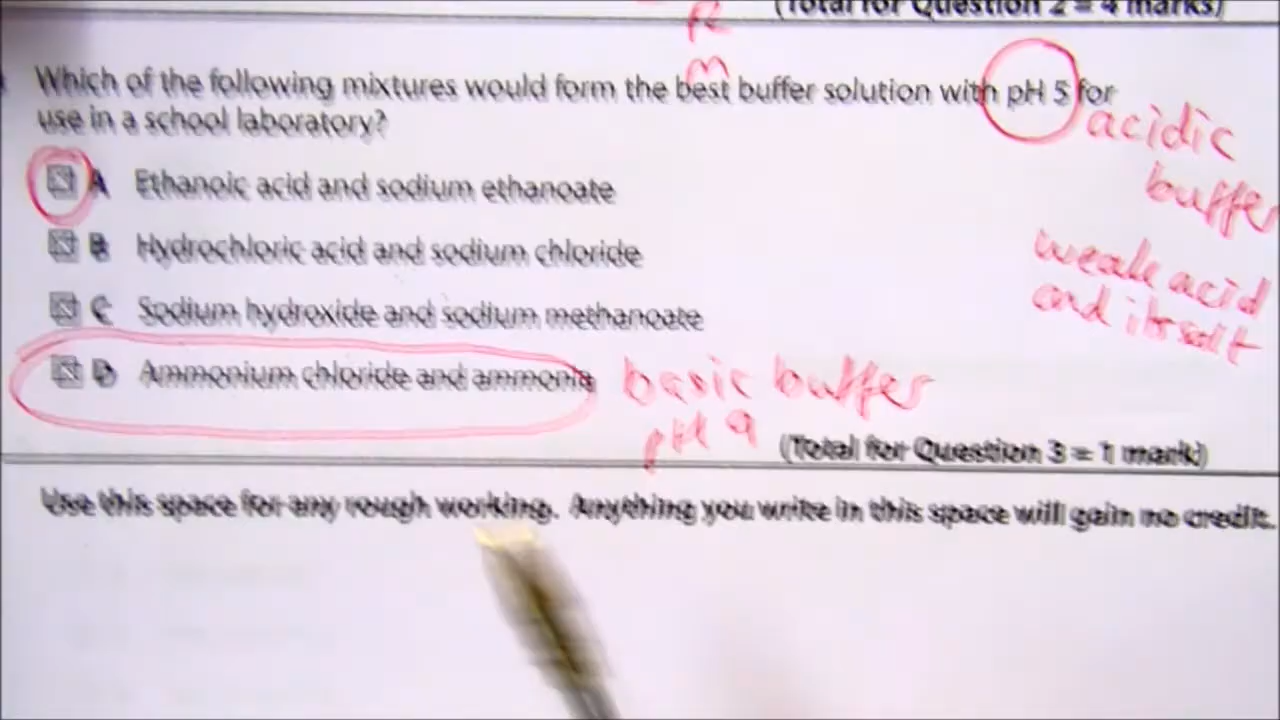 (Total for Question 2 = 4 marks)
Which of the following mixtures would form the best buffer solution with pH 5 for
use in a school laboratory?
acidic
buffer
A Ethanoic acid and sodium ethanoate
B Hydrochloric acid and sodium chloride
weak acid
and its salt
C Sodium hydroxide and sodium methanoate
D Ammonium chloride and ammonia
basic buffer
pH 9
(Total for Question 3 = 1 mark)
Use this space for any rough working. Anything you write in this space will gain no credit.